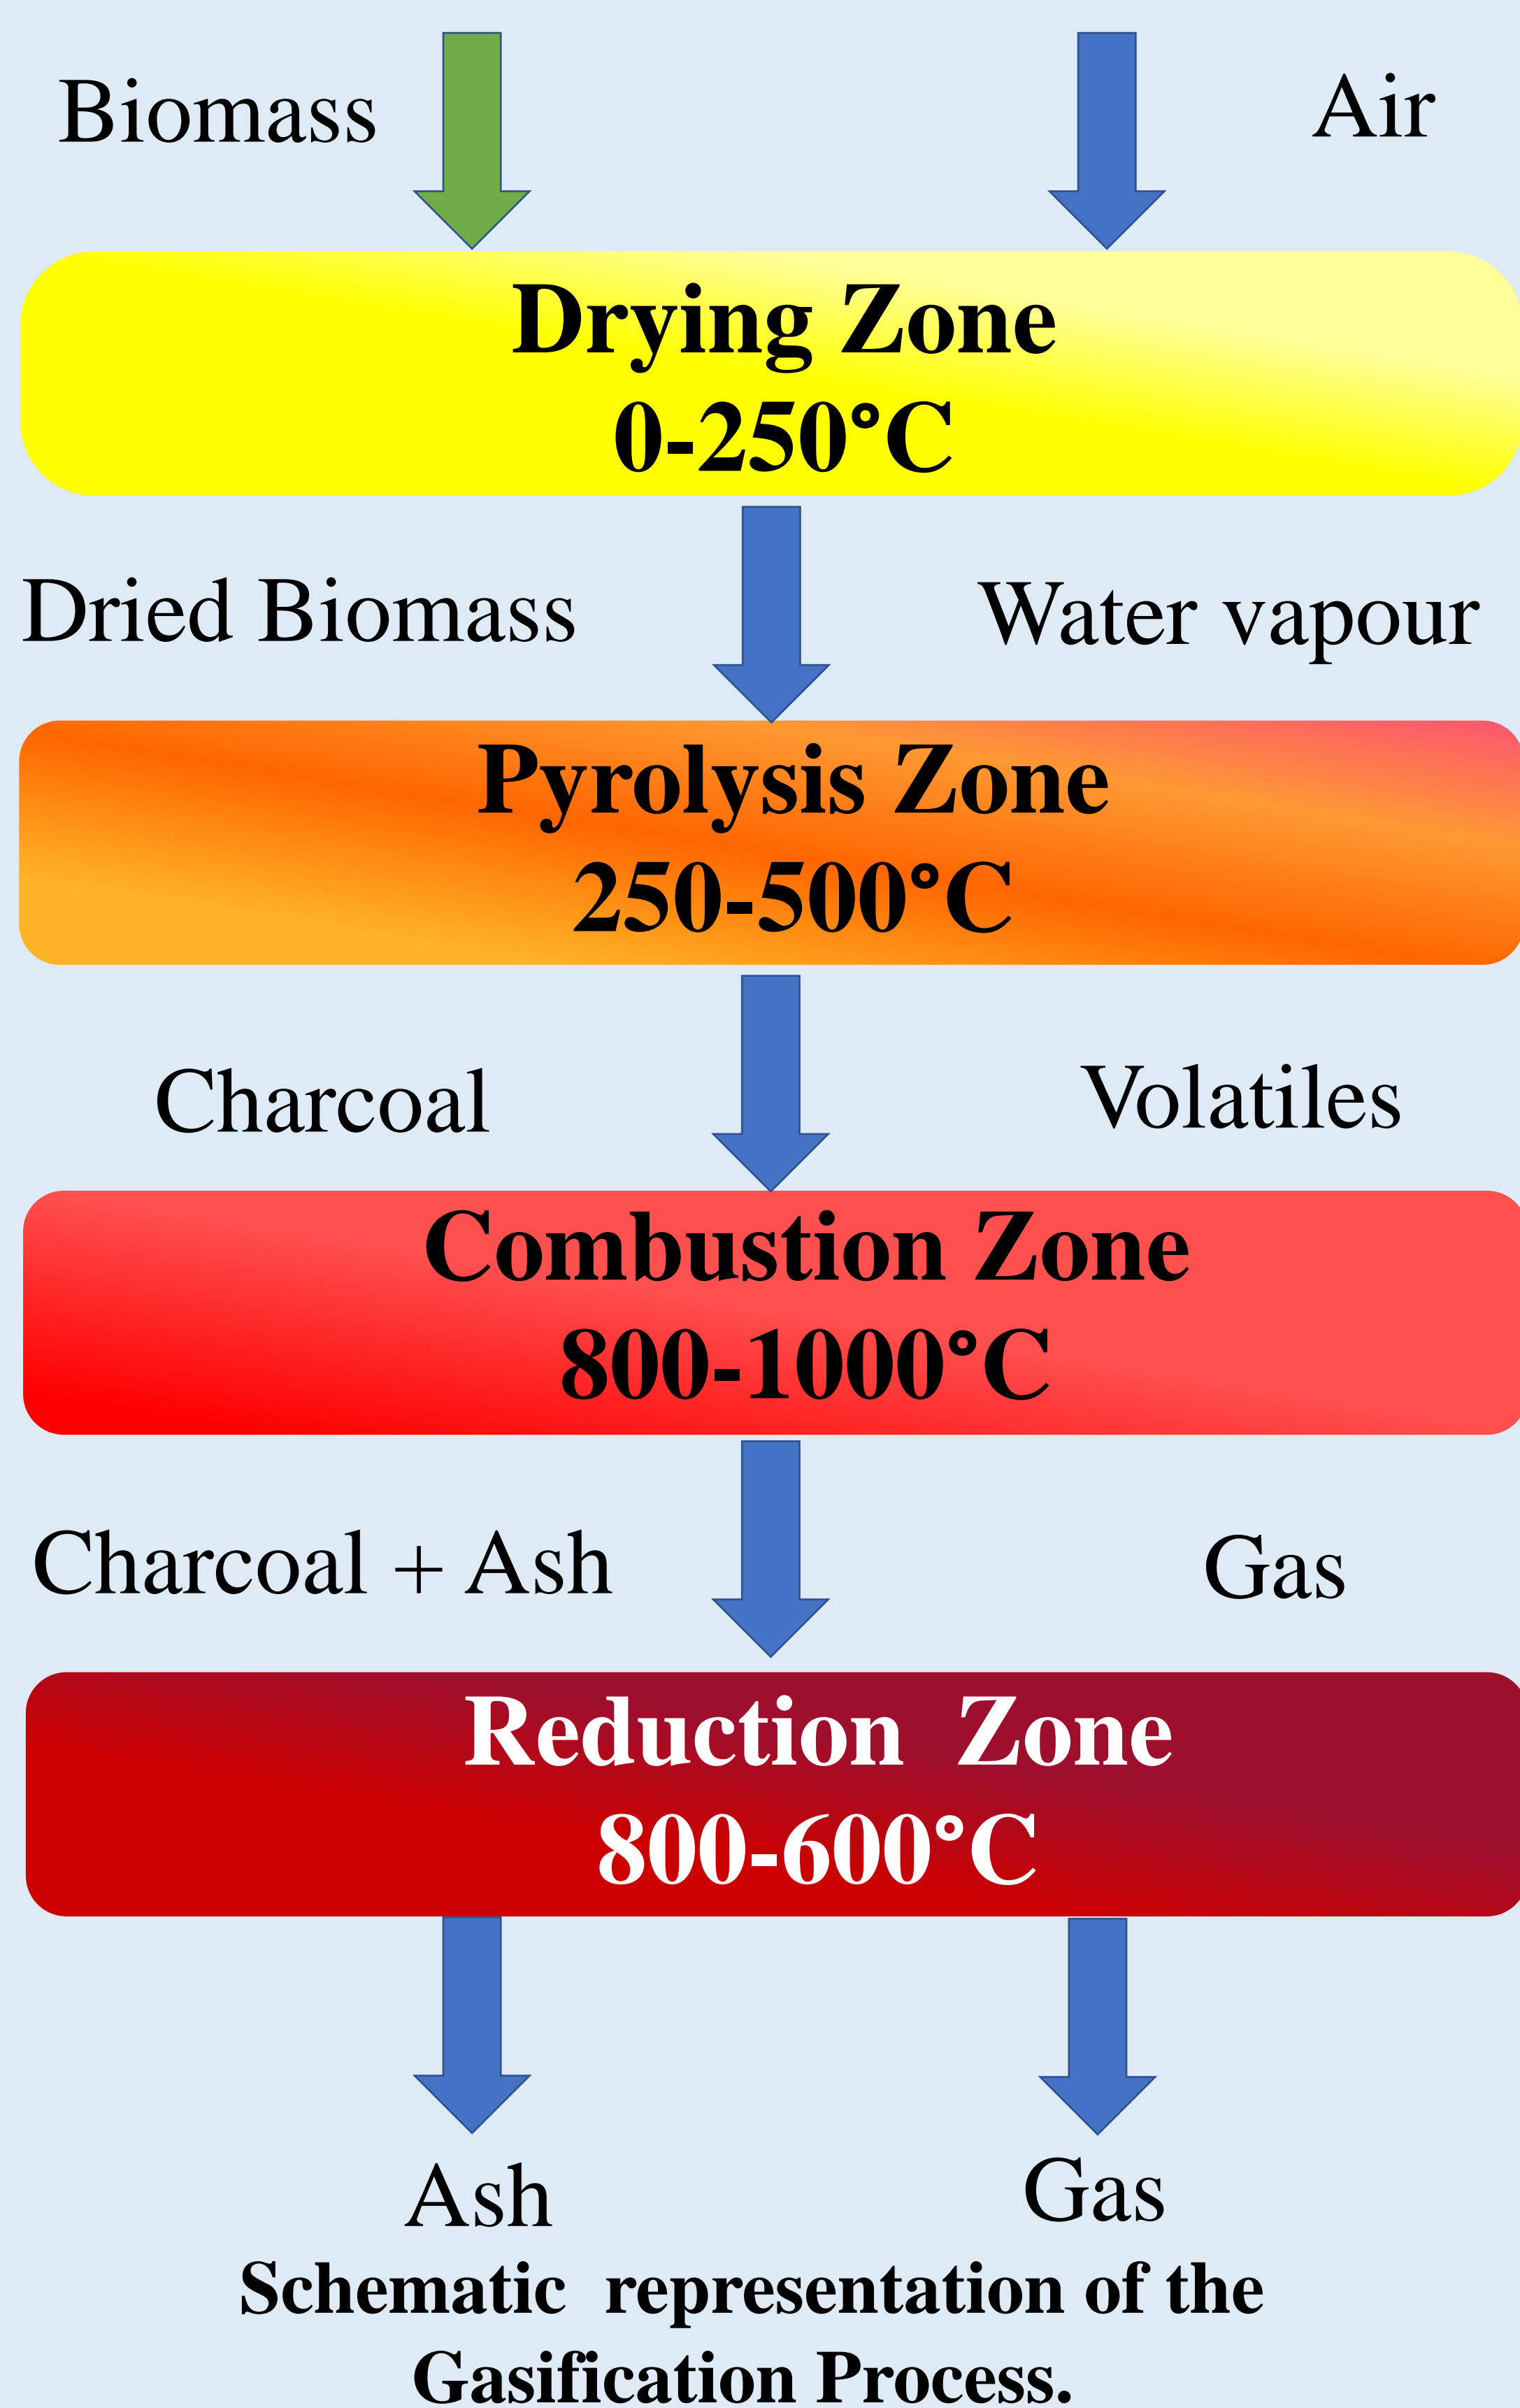 Biomass
Air
Drying Zone
0-250°C
Dried Biomass
Water vapour
Pyrolysis Zone
250-500°C
Charcoal
Volatiles
Combustion Zone
800-1000°C
Charcoal + Ash
Gas
Reduction Zone
800-600°C
Ash
Gas
Schematic representation of the
Gasification Process.